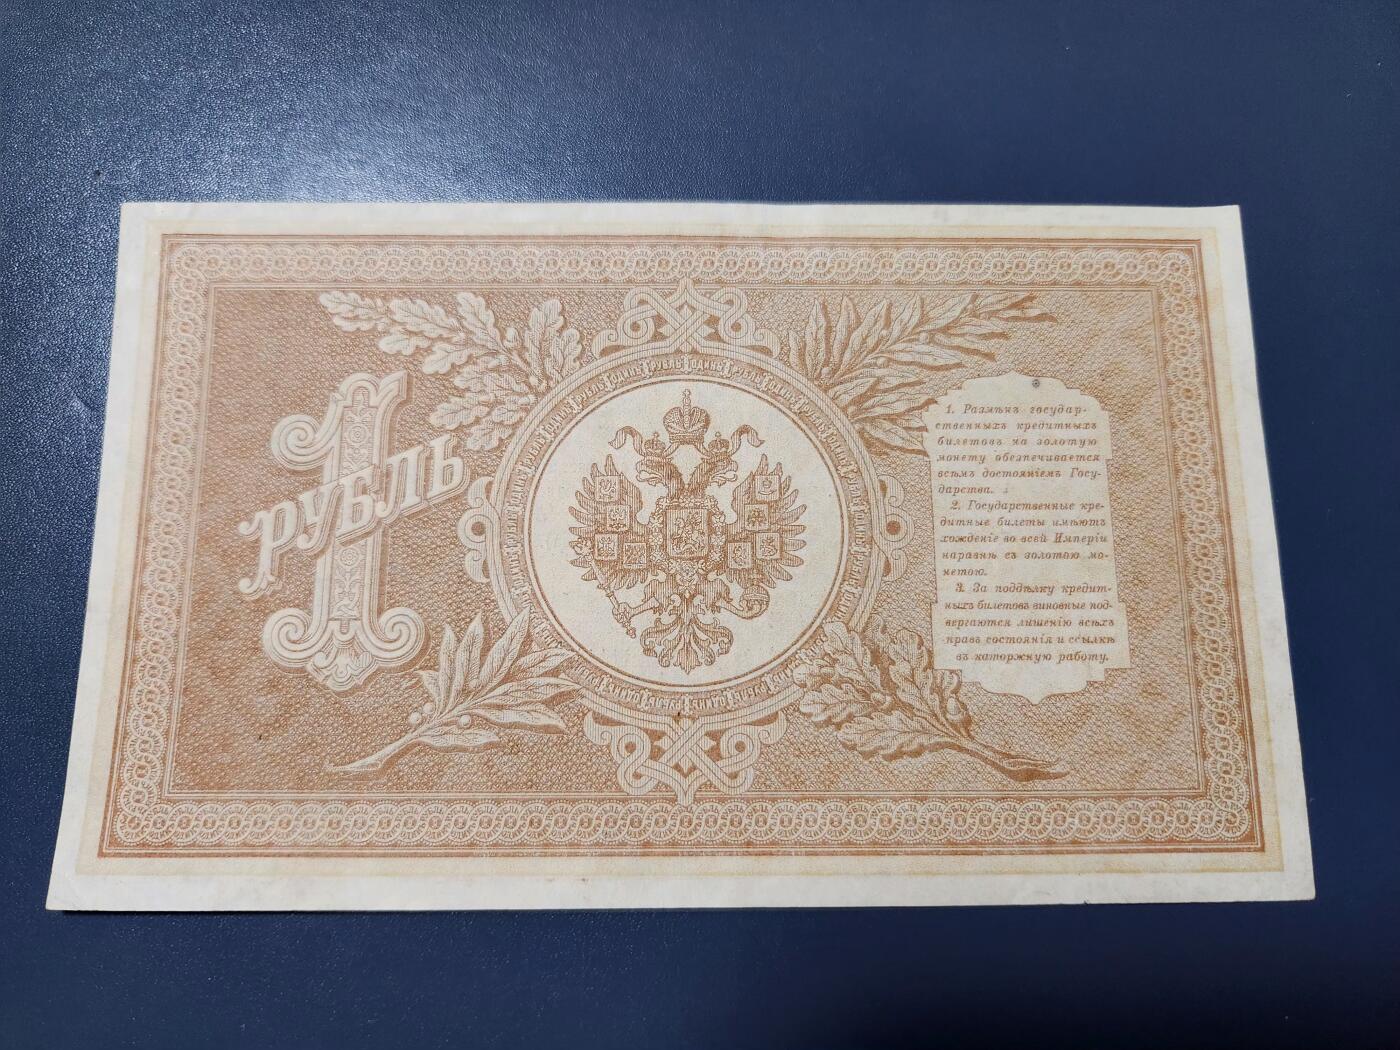 1
РУБЛЬ
1. Размѣнъ государ-
ственныхъ кредитныхъ
билетовъ на золотую
монету обезпечивается
всѣмъ достояніемъ Госу-
дарства.
2. Государственные кре-
дитные билеты имѣютъ
хожденіе во всей Имперіи
наравнѣ съ золотою мо-
нетою.
3. За поддѣлку кредит-
ныхъ билетовъ виновные под-
вергаются лишенію всѣхъ
правъ состоянія и ссылкѣ
въ каторжную работу.